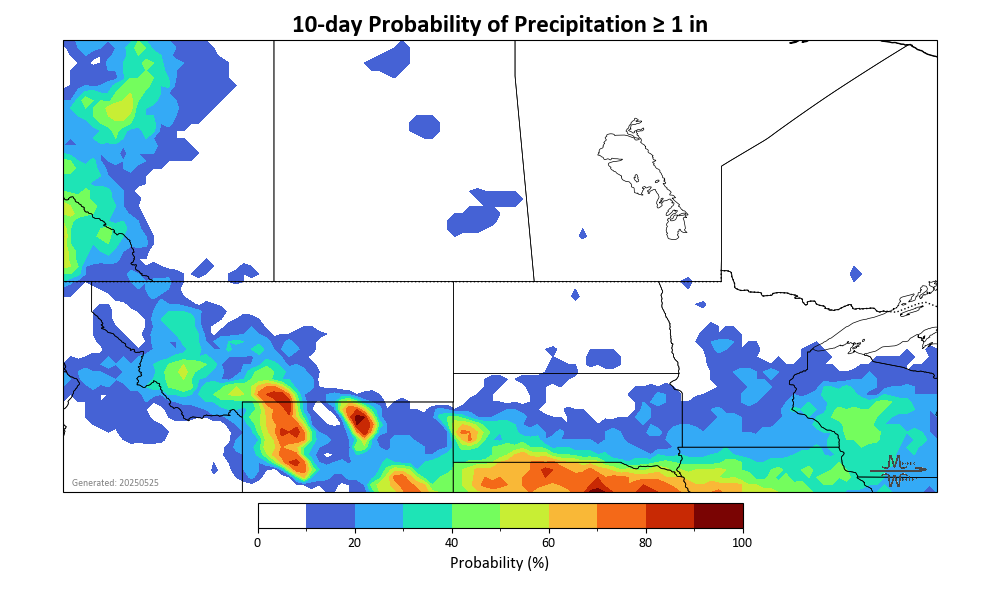 10-day Probability of Precipitation ≥ 1 in
Generated: 20250525
0 20 40 60 80 100
Probability (%)